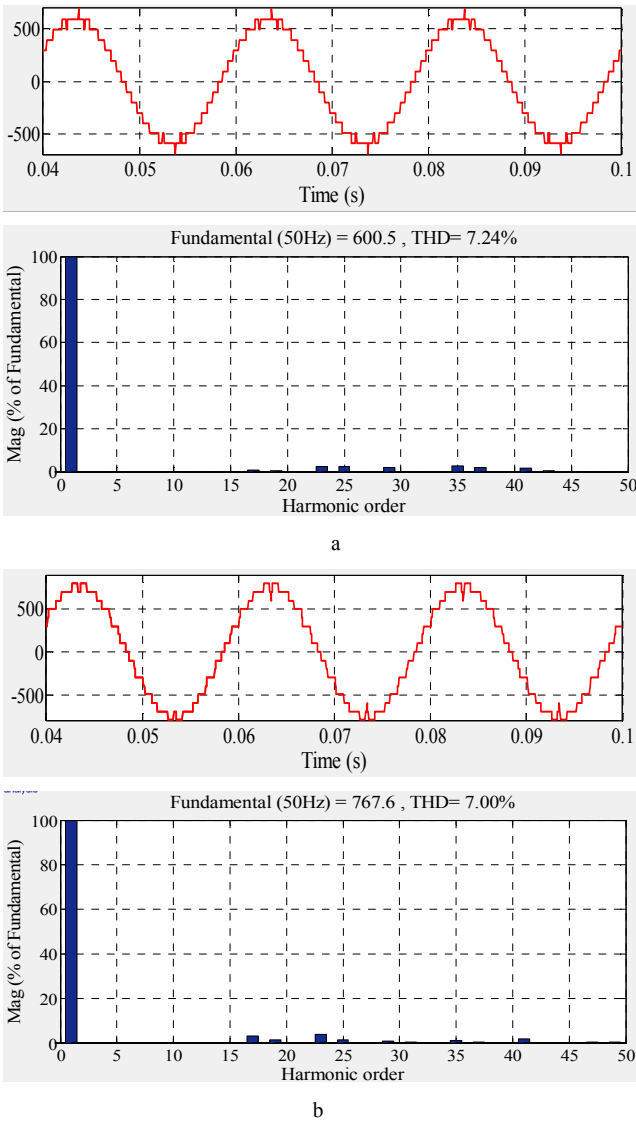 500
0
-500
0.04 0.05 0.06 0.07 0.08 0.09 0.1
Time (s)
Fundamental (50Hz) = 600.5 , THD= 7.24%
Mag (% of Fundamental)
100
80
60
40
20
0
0 5 10 15 20 25 30 35 40 45 50
Harmonic order
a
500
0
-500
0.04 0.05 0.06 0.07 0.08 0.09 0.1
Time (s)
Fundamental (50Hz) = 767.6 , THD= 7.00%
Mag (% of Fundamental)
100
80
60
40
20
0
0 5 10 15 20 25 30 35 40 45 50
Harmonic order
b